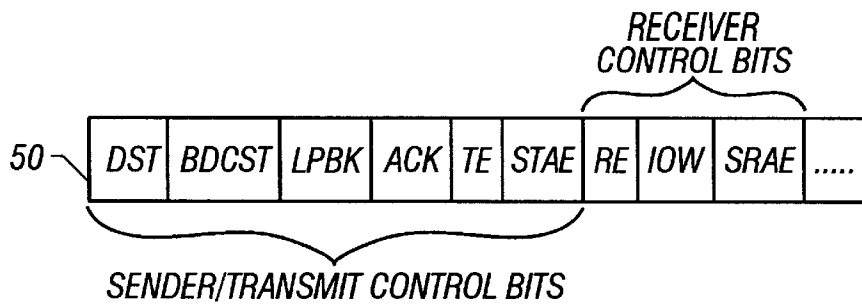 RECEIVER
CONTROL BITS
50 DST BDCST LPBK ACK TE STAE RE IOW SRAE .....
SENDER/TRANSMIT CONTROL BITS